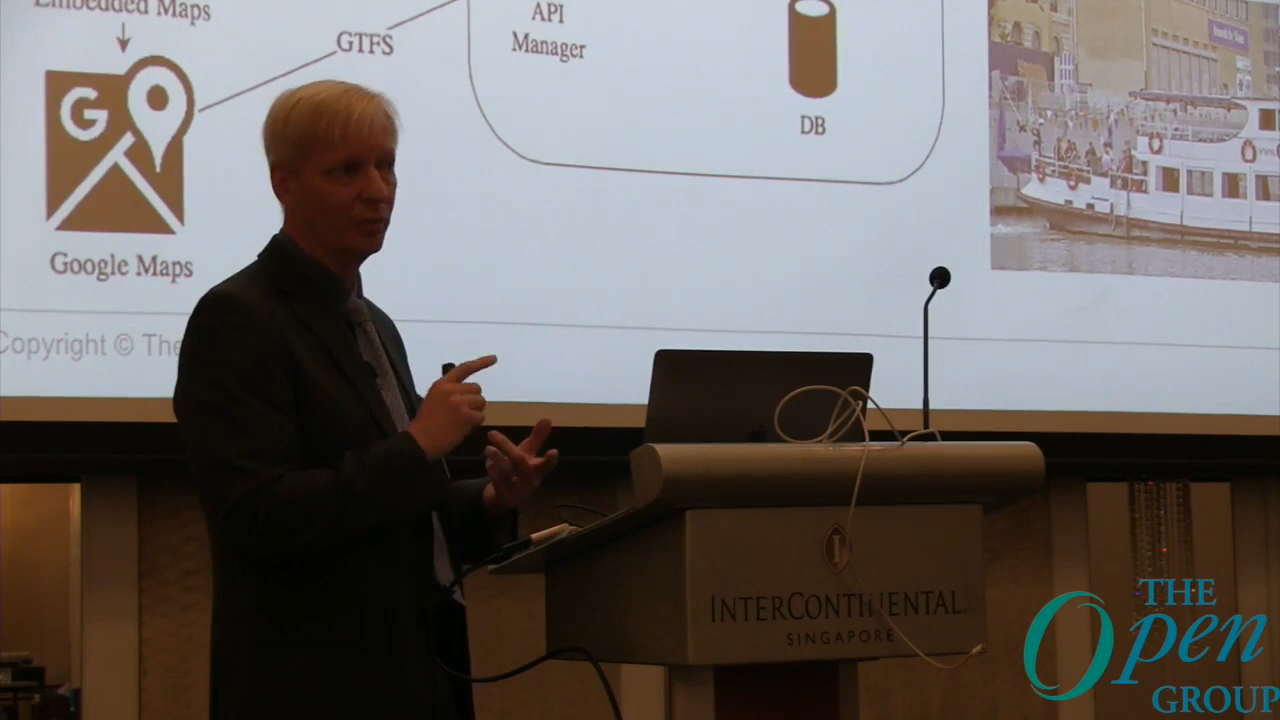 Embedded Maps
API
Manager
GTFS
G
DB
Google Maps
Copyright © The
INTERCONTINENTAL.
SINGAPORE
THE
Open
GROUP